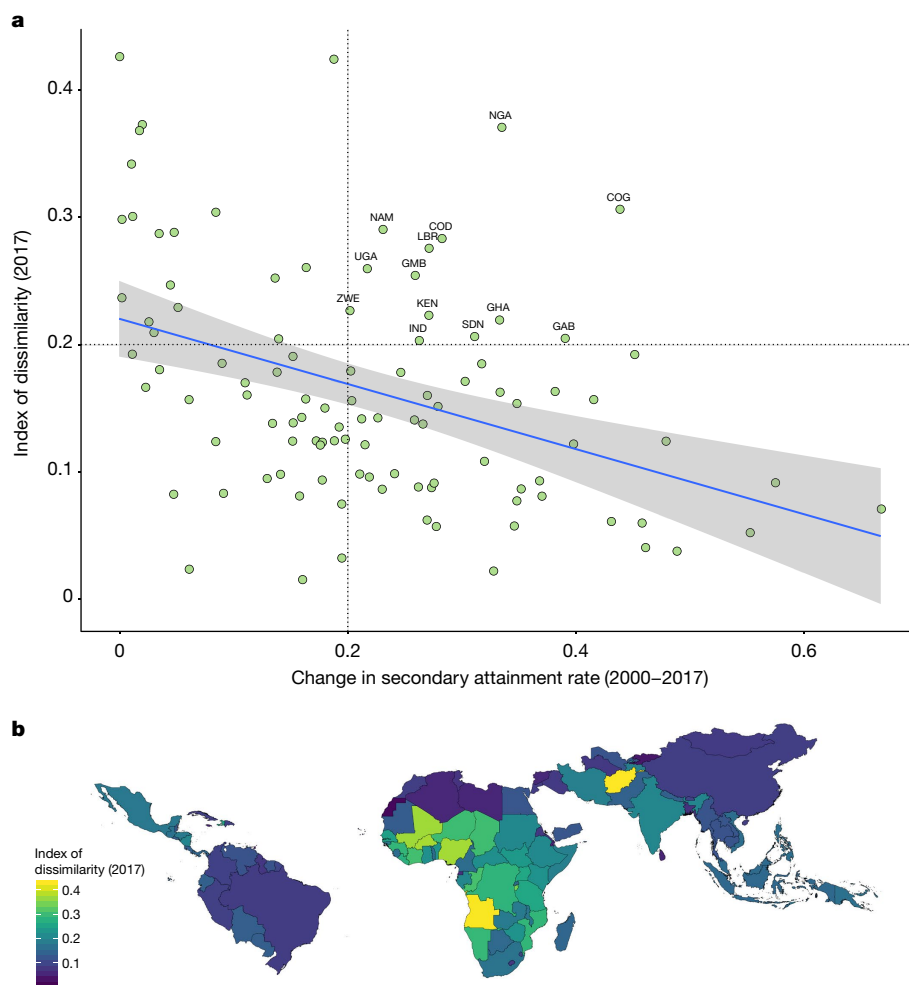 a
Index of dissimilarity (2017)
0.4
0.3
0.2
0.1
0
NGA
COG
NAM
COD
LBR
UGA
GMB
ZWE
KEN
GHA
IND
SDN
GAB
0
0.2
0.4
0.6
Change in secondary attainment rate (2000–2017)
b
Index of
dissimilarity (2017)
0.4
0.3
0.2
0.1